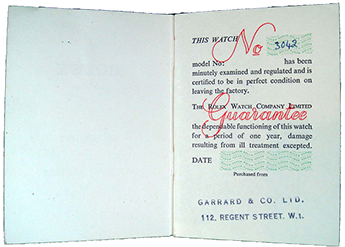 THIS WATCH No 3042
model No: has been
minutely examined and regulated and is
certified to be in perfect condition on
leaving the factory.
THE ROLEX WATCH COMPANY LIMITED
Guarantee
the dependable functioning of this watch
for a period of one year, damage
resulting from ill treatment excepted.
DATE
Purchased from
GARRARD & CO. LTD.
112, REGENT STREET. W.1.